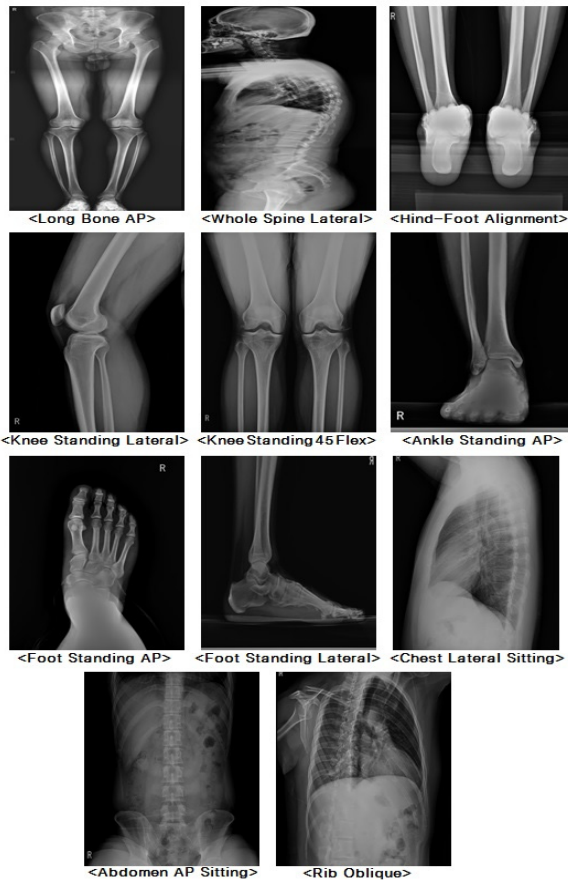 <Long Bone AP> <Whole Spine Lateral> <Hind-Foot Alignment>
R
R R
<Knee Standing Lateral> <Knee Standing 45 Flex> <Ankle Standing AP>
R
R
<Foot Standing AP> <Foot Standing Lateral> <Chest Lateral Sitting>
R
<Abdomen AP Sitting> <Rib Oblique>